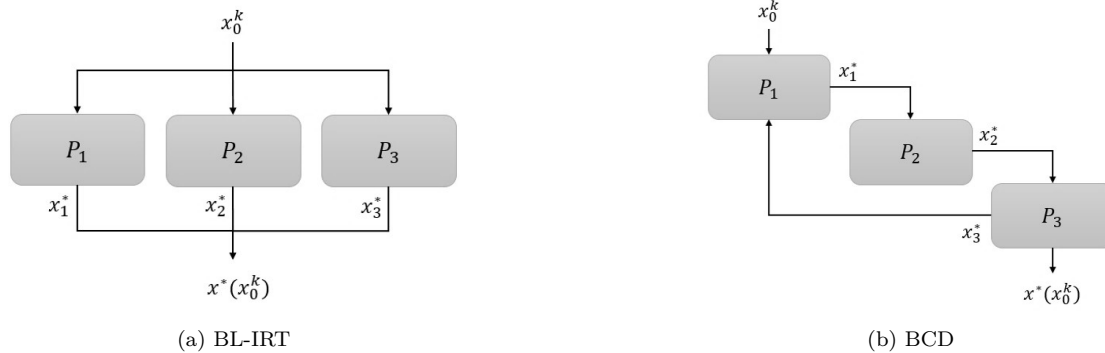 x_0^k
P_1
P_2
P_3
x_1^*
x_2^*
x_3^*
x^*(x_0^k)
(a) BL-IRT
x_0^k
P_1
x_1^*
P_2
x_2^*
P_3
x_3^*
x^*(x_0^k)
(b) BCD